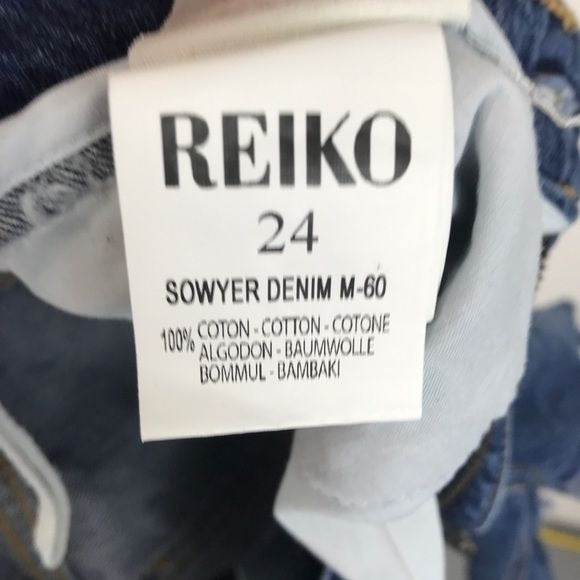 REIKO
24
SOWYER DENIM M-60
100% COTON - COTTON - COTONE
ALGODON - BAUMWOLLE
BOMMUL - BAMBAKI